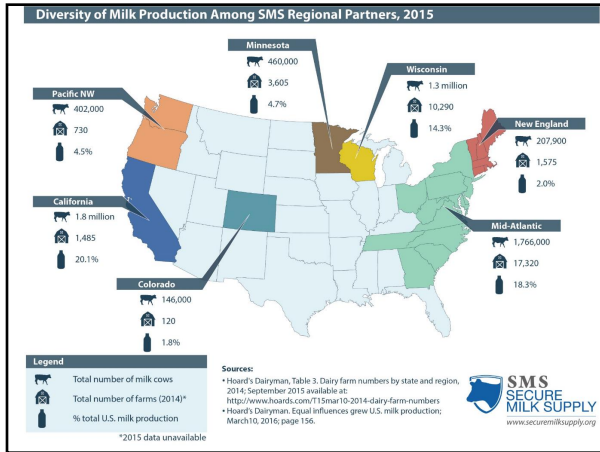 Diversity of Milk Production Among SMS Regional Partners, 2015
Minnesota
460,000
3,605
4.7%
Wisconsin
1.3 million
10,290
14.3%
Pacific NW
402,000
730
4.5%
New England
207,900
1,575
2.0%
California
1.8 million
1,485
20.1%
Mid-Atlantic
1,766,000
17,320
18.3%
Colorado
146,000
120
1.8%
Legend
Total number of milk cows
Total number of farms (2014)*
% total U.S. milk production
*2015 data unavailable
Sources:
• Hoard's Dairyman, Table 3. Dairy farm numbers by state and region,
2014; September 2015 available at:
http://www.hoards.com/T15mar10-2014-dairy-farm-numbers
• Hoard's Dairyman. Equal influences grew U.S. milk production;
March10, 2016; page 156.
SMS
SECURE
MILK SUPPLY
www.securemilksupply.org